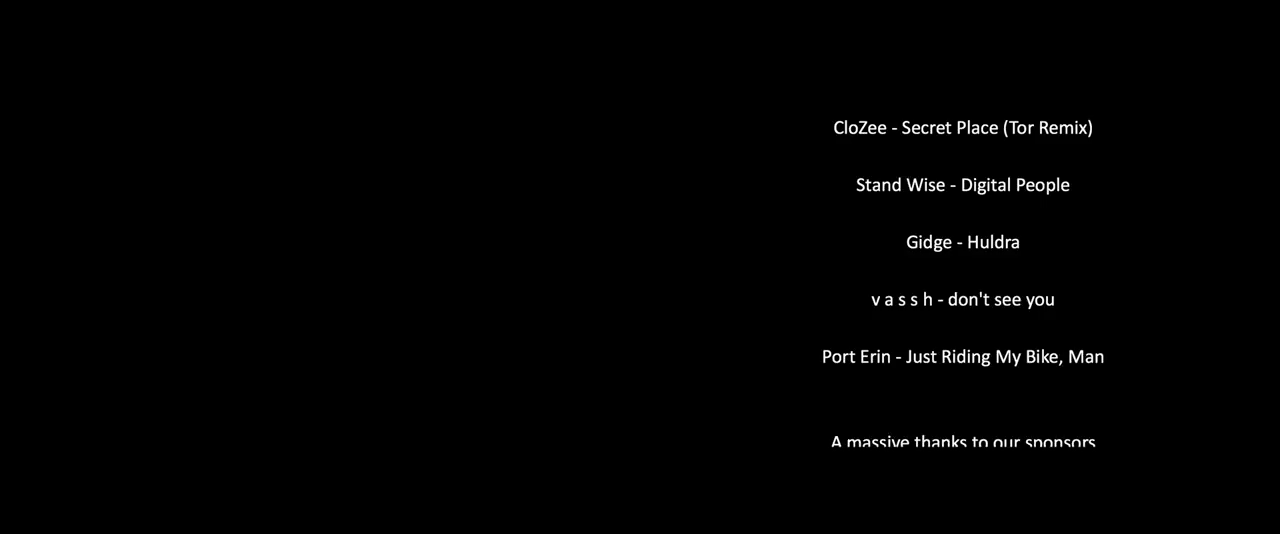 CloZee - Secret Place (Tor Remix)
Stand Wise - Digital People
Gidge - Huldra
v a s s h - don't see you
Port Erin - Just Riding My Bike, Man
A massive thanks to our sponsors